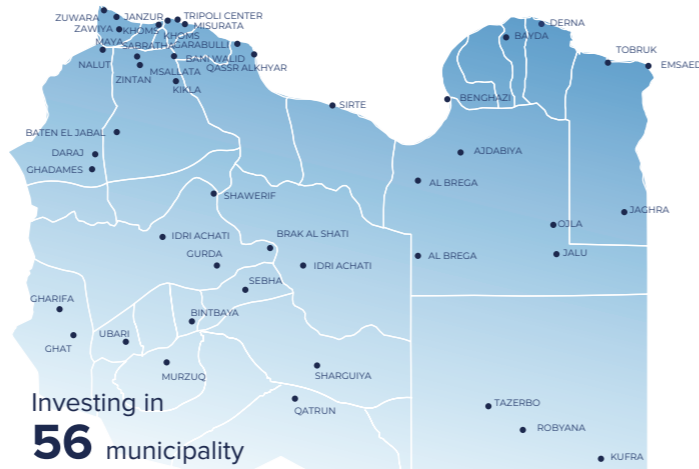 ZUWARA
JANZUR
TRIPOLI CENTER
ZAWIYA
KHOMS
MISURATA
KHOMS
MAYA
SABRATHA
GARABULLI
NALUT
BANI WALID
QASSR ALKHYAR
ZINTAN
MSALLATA
KIKLA
SIRTE
DERNA
BAYDA
TOBRUK
EMSAED
BENGHAZI
BATEN EL JABAL
DARAJ
GHADAMES
AJDABIYA
AL BREGA
SHAWERIF
JAGHRA
OJLA
IDRI ACHATI
BRAK AL SHATI
GURDA
IDRI ACHATI
AL BREGA
JALU
SEBHA
GHARIFA
BINTBAYA
GHAT
UBARI
MURZUQ
SHARGUIYA
QATRUN
TAZERBO
ROBYANA
KUFRA
Investing in
56 municipality